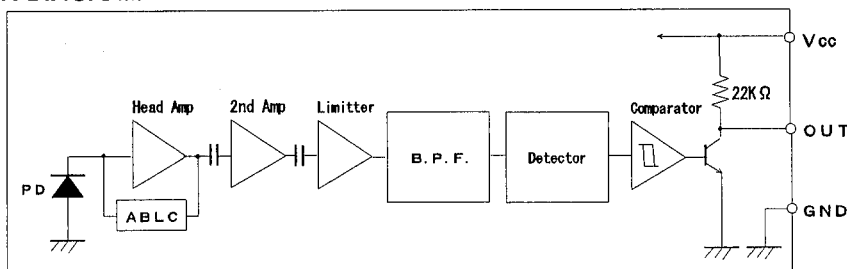 Vcc
Head Amp
2nd Amp
Limitter
Comparator
22KΩ
OUT
B.P.F.
Detector
PD
ABLC
GND